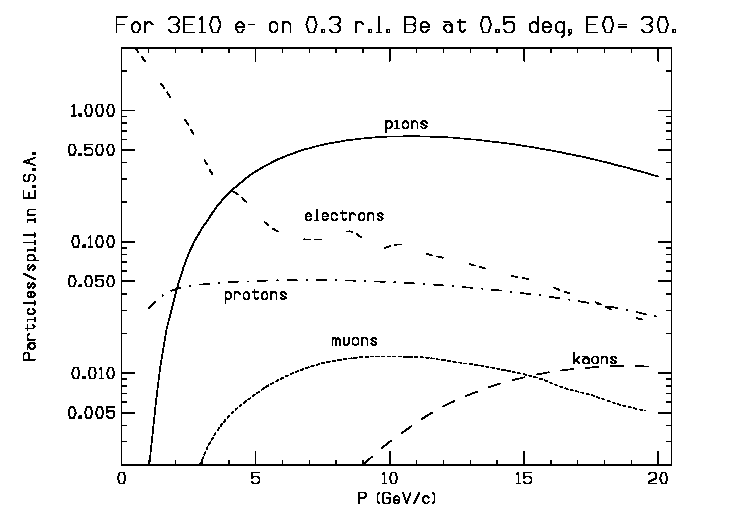 For 3E10 e- on 0.3 r.l. Be at 0.5 deg, E0= 30.
Particles/spill in E.S.A.
1.000
0.500
0.100
0.050
0.010
0.005
pions
electrons
protons
muons
kaons
0 5 10 15 20
P (GeV/c)